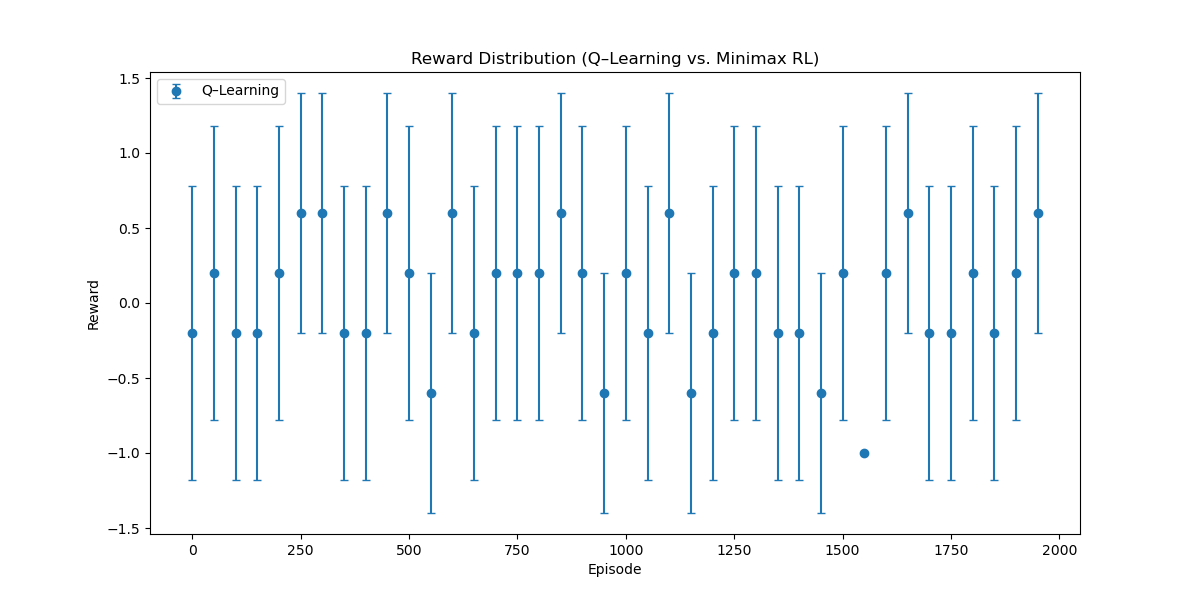 Reward Distribution (Q–Learning vs. Minimax RL)
Q–Learning
1.5
1.0
0.5
0.0
−0.5
−1.0
−1.5
Reward
0 250 500 750 1000 1250 1500 1750 2000
Episode